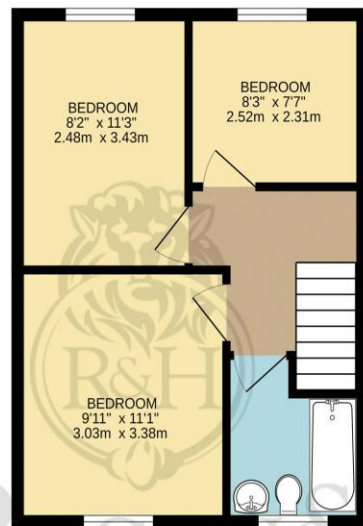 BEDROOM
8'2" x 11'3"
2.48m x 3.43m
BEDROOM
8'3" x 7'7"
2.52m x 2.31m
R&H
BEDROOM
9'11" x 11'1"
3.03m x 3.38m